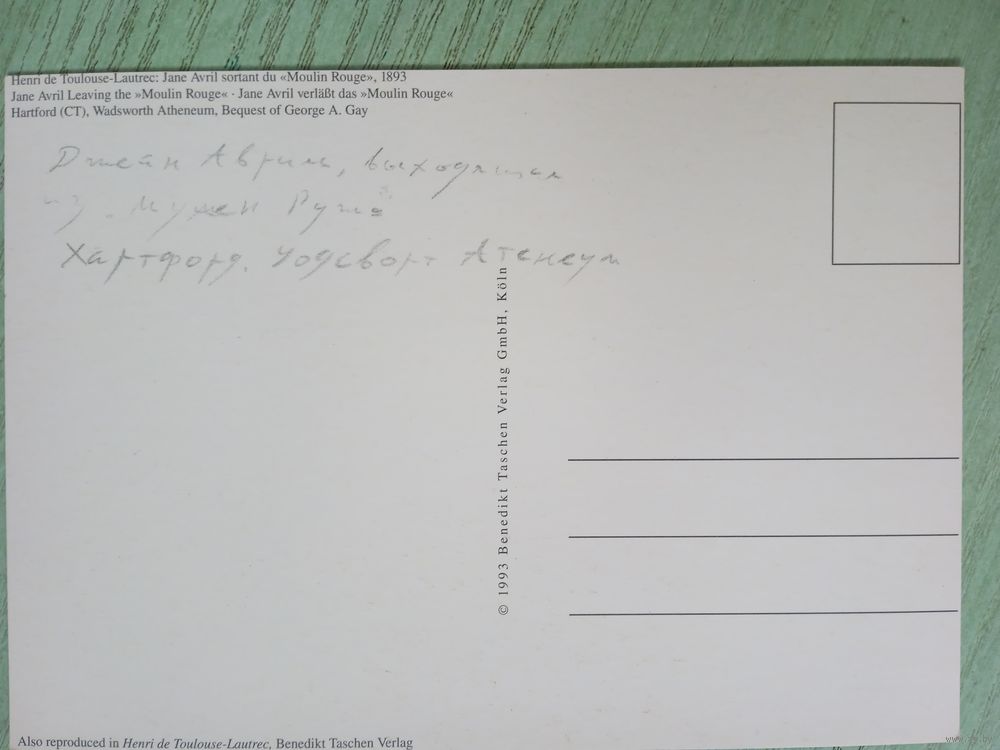 Henri de Toulouse-Lautrec: Jane Avril sortant du «Moulin Rouge», 1893
Jane Avril Leaving the »Moulin Rouge« · Jane Avril verläßt das »Moulin Rouge«
Hartford (CT), Wadsworth Atheneum, Bequest of George A. Gay
Джейн Авриль, выходящая
из Мулен Ружа
Хартфорд. Уодсворт Атенеум
© 1993 Benedikt Taschen Verlag GmbH, Köln
Also reproduced in Henri de Toulouse-Lautrec, Benedikt Taschen Verlag